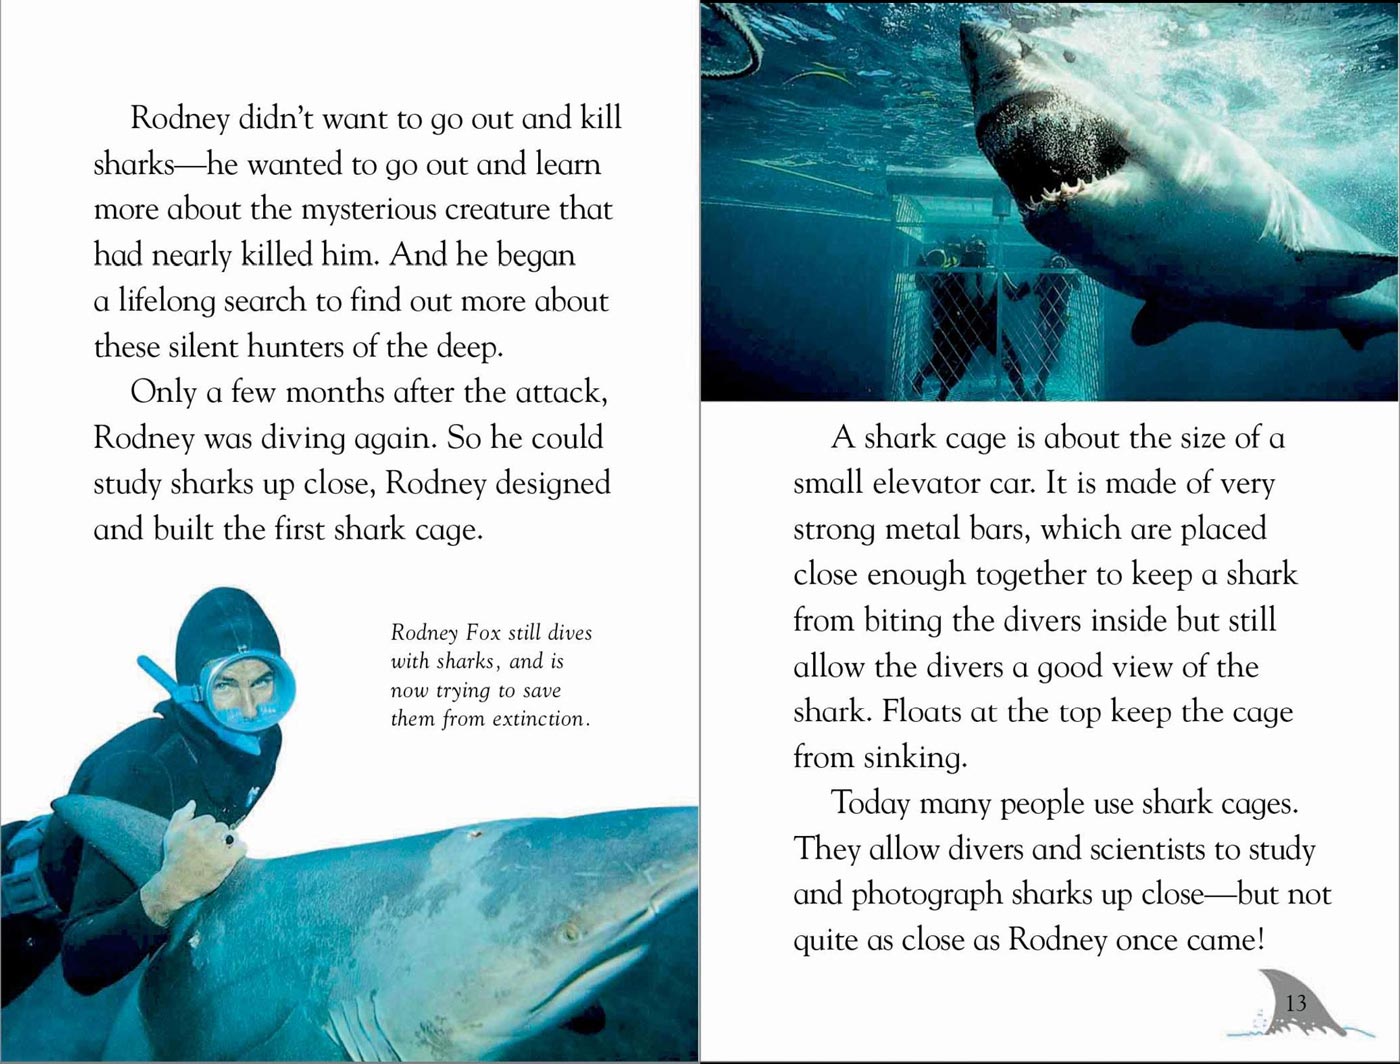 Rodney didn't want to go out and kill
sharks—he wanted to go out and learn
more about the mysterious creature that
had nearly killed him. And he began
a lifelong search to find out more about
these silent hunters of the deep.
Only a few months after the attack,
Rodney was diving again. So he could
study sharks up close, Rodney designed
and built the first shark cage.
Rodney Fox still dives
with sharks, and is
now trying to save
them from extinction.
A shark cage is about the size of a
small elevator car. It is made of very
strong metal bars, which are placed
close enough together to keep a shark
from biting the divers inside but still
allow the divers a good view of the
shark. Floats at the top keep the cage
from sinking.
Today many people use shark cages.
They allow divers and scientists to study
and photograph sharks up close—but not
quite as close as Rodney once came!
13